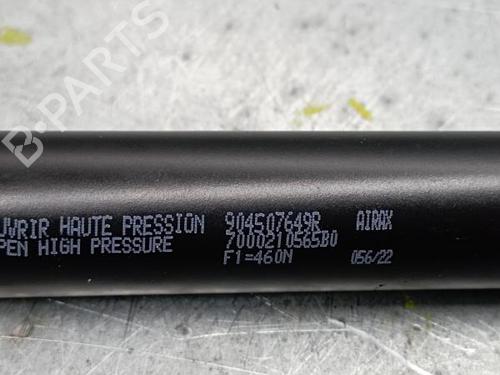 UVRIR HAUTE PRESSION 904507649R AIRAX
PEN HIGH PRESSURE 7000210565B0
F1=460N 056/22
B-PARTS